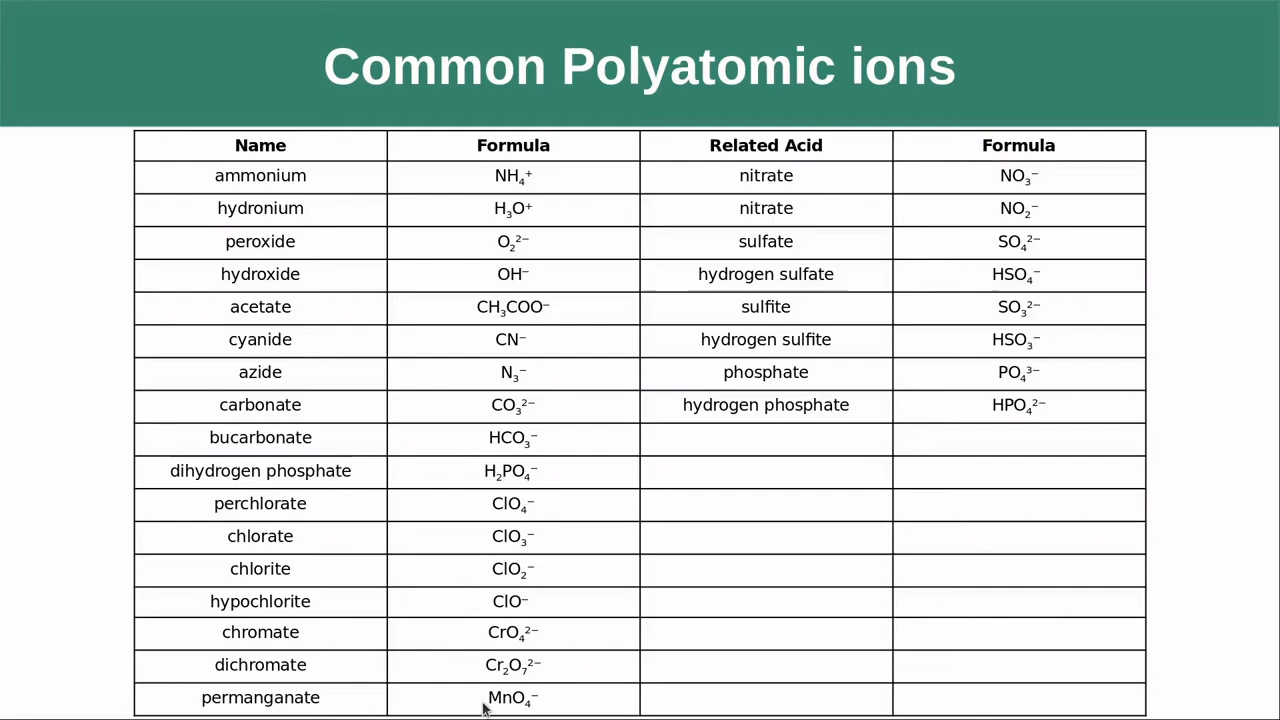 Common Polyatomic ions
Name Formula Related Acid Formula
ammonium NH₄⁺ nitrate NO₃⁻
hydronium H₃O⁺ nitrate NO₂⁻
peroxide O₂²⁻ sulfate SO₄²⁻
hydroxide OH⁻ hydrogen sulfate HSO₄⁻
acetate CH₃COO⁻ sulfite SO₃²⁻
cyanide CN⁻ hydrogen sulfite HSO₃⁻
azide N₃⁻ phosphate PO₄³⁻
carbonate CO₃²⁻ hydrogen phosphate HPO₄²⁻
bucarbonate HCO₃⁻
dihydrogen phosphate H₂PO₄⁻
perchlorate ClO₄⁻
chlorate ClO₃⁻
chlorite ClO₂⁻
hypochlorite ClO⁻
chromate CrO₄²⁻
dichromate Cr₂O₇²⁻
permanganate MnO₄⁻